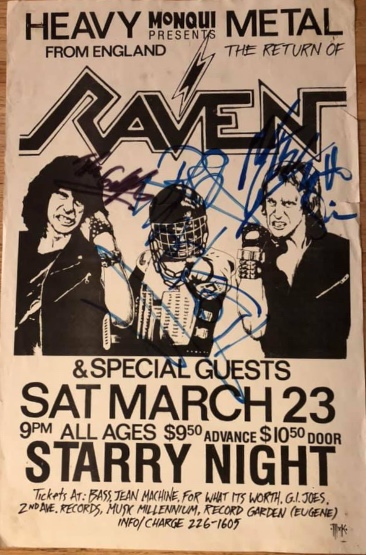 HEAVY MONQUI PRESENTS METAL
FROM ENGLAND THE RETURN OF
RAVEN
& SPECIAL GUESTS
SAT MARCH 23
9PM ALL AGES $9.50 ADVANCE $10.50 DOOR
STARRY NIGHT
Tickets At: BASS, JEAN MACHINE, FOR WHAT ITS WORTH, G.I. JOES,
2ND AVE. RECORDS, MUSK MILLENNIUM, RECORD GARDEN (EUGENE)
INFO/CHARGE 226-1605